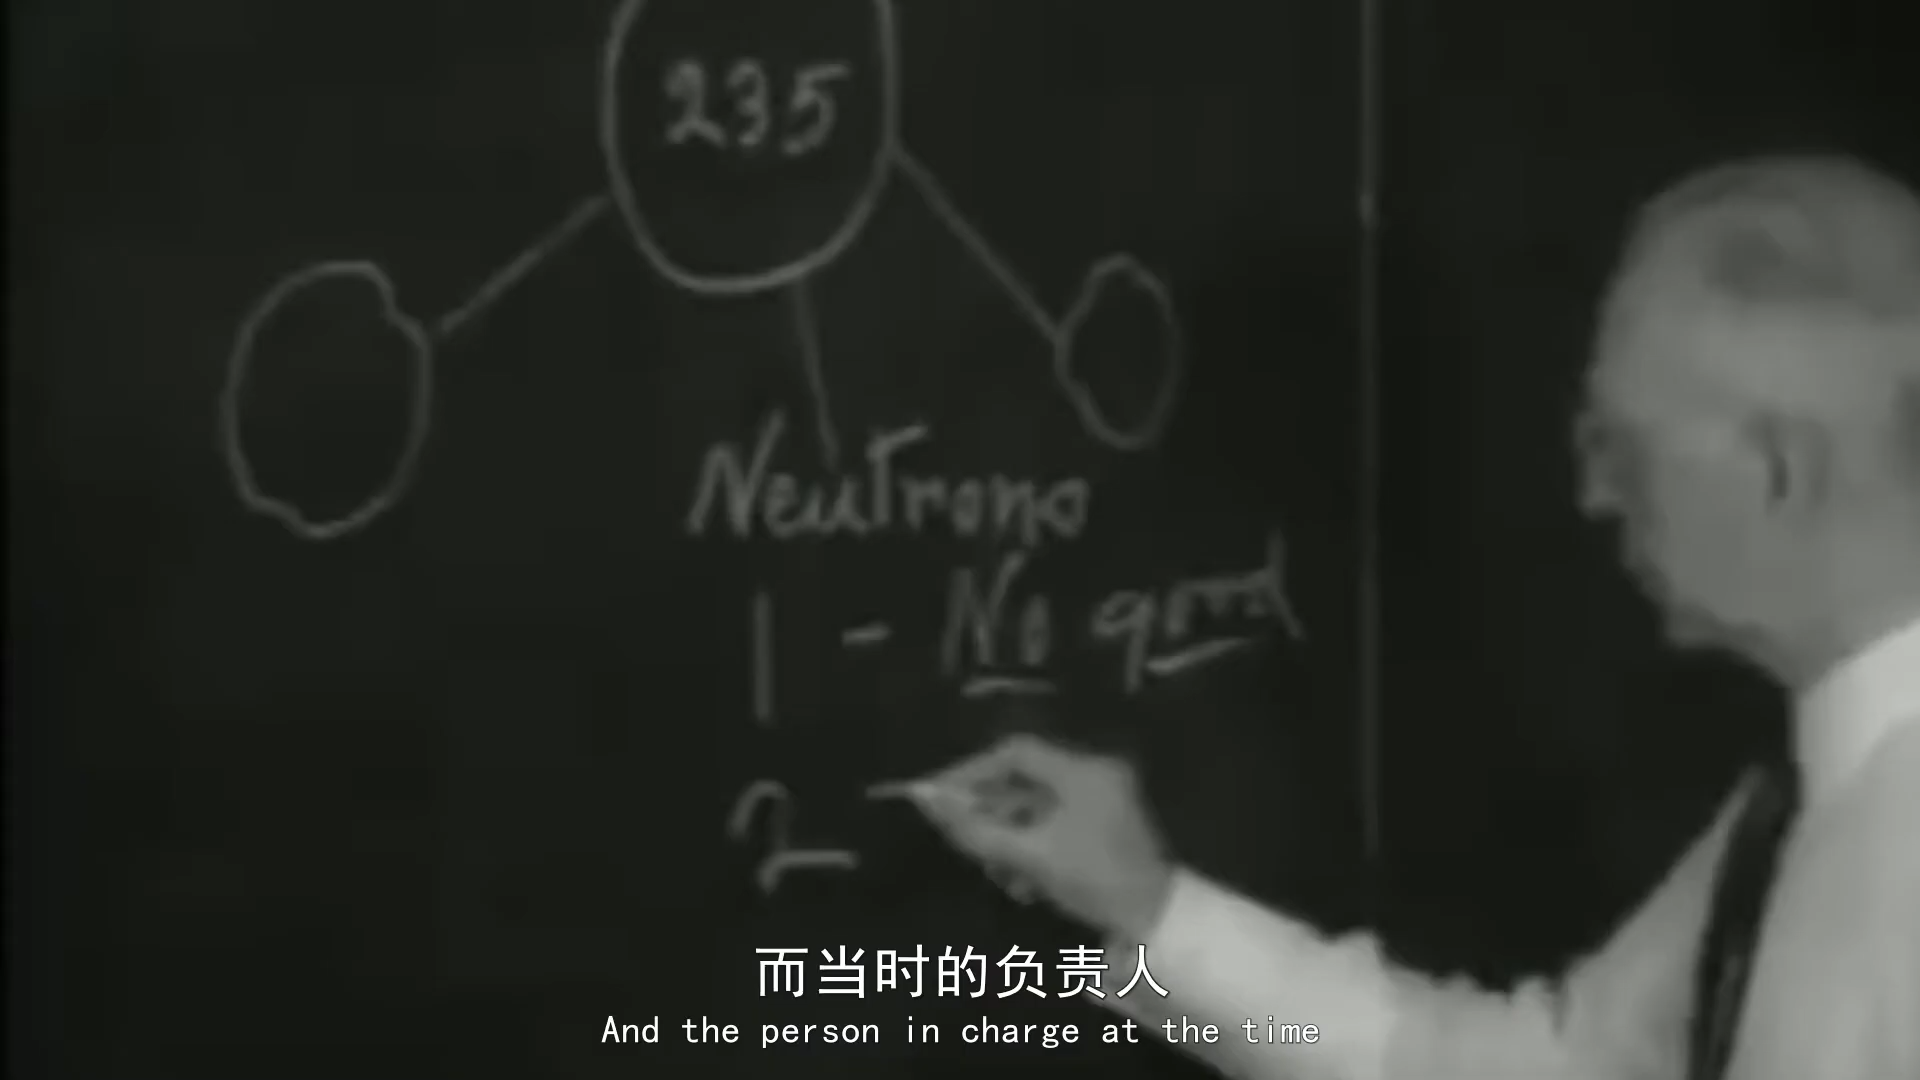 235
Neutrons
1 - No good
2 -
而当时的负责人
And the person in charge at the time